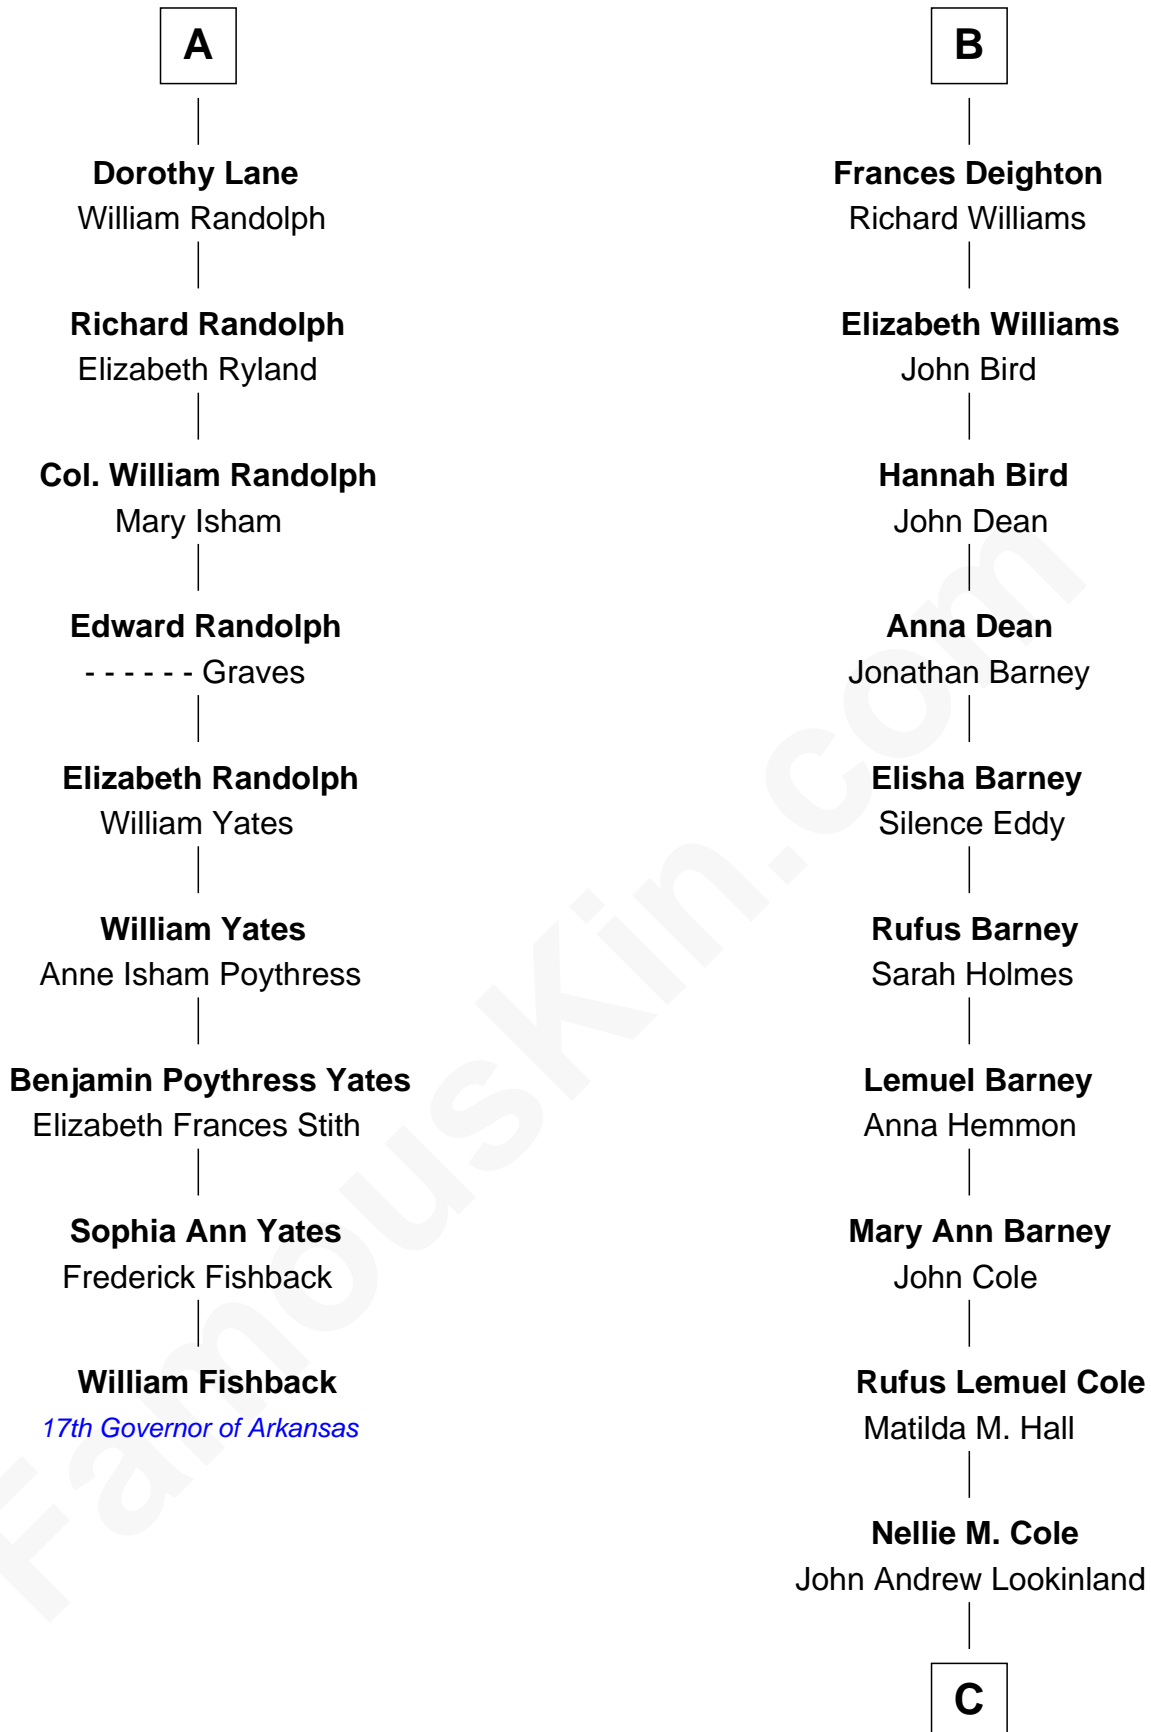 A
Dorothy Lane
William Randolph
Richard Randolph
Elizabeth Ryland
Col. William Randolph
Mary Isham
Edward Randolph
- - - - - - Graves
Elizabeth Randolph
William Yates
William Yates
Anne Isham Poythress
Benjamin Poythress Yates
Elizabeth Frances Stith
Sophia Ann Yates
Frederick Fishback
William Fishback
17th Governor of Arkansas
B
Frances Deighton
Richard Williams
Elizabeth Williams
John Bird
Hannah Bird
John Dean
Anna Dean
Jonathan Barney
Elisha Barney
Silence Eddy
Rufus Barney
Sarah Holmes
Lemuel Barney
Anna Hemmon
Mary Ann Barney
John Cole
Rufus Lemuel Cole
Matilda M. Hall
Nellie M. Cole
John Andrew Lookinland
C
FamousKin.com